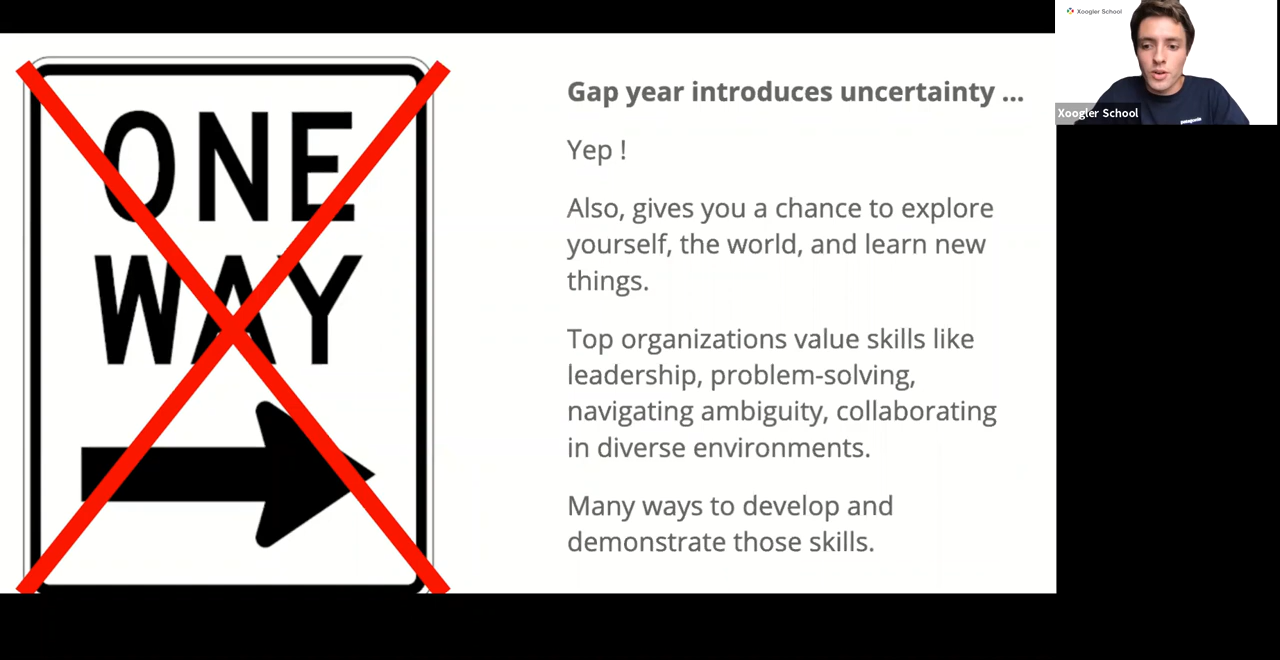 Xoogler School
Xoogler School
patagonia
ONE
WAY
Gap year introduces uncertainty ...
Yep !
Also, gives you a chance to explore
yourself, the world, and learn new
things.
Top organizations value skills like
leadership, problem-solving,
navigating ambiguity, collaborating
in diverse environments.
Many ways to develop and
demonstrate those skills.